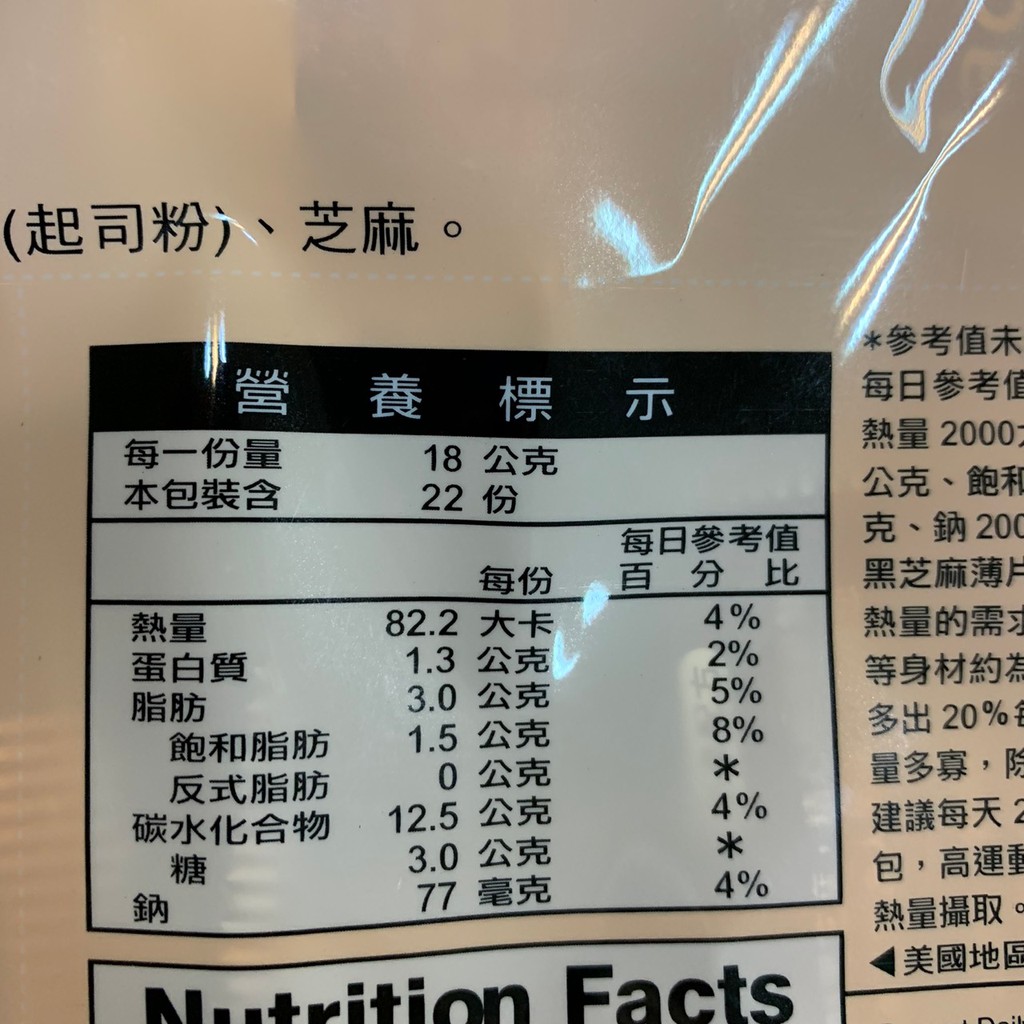 (起司粉)、芝麻。
營養標示
每一份量 18 公克
本包裝含 22 份
每日參考值
每份 百分比
熱量 82.2 大卡 4%
蛋白質 1.3 公克 2%
脂肪 3.0 公克 5%
飽和脂肪 1.5 公克 8%
反式脂肪 0 公克 *
碳水化合物 12.5 公克 4%
糖 3.0 公克 *
鈉 77 毫克 4%
Nutrition Facts
*參考值未
每日參考值
熱量 2000
公克、飽和
克、鈉 200
黑芝麻薄片
熱量的需求
等身材約為
多出 20%每
量多寡，除
建議每天 2
包，高運動
熱量攝取。
◀美國地區